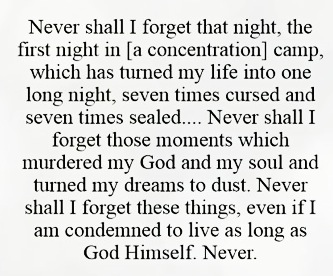 Never shall I forget that night, the
first night in [a concentration] camp,
which has turned my life into one
long night, seven times cursed and
seven times sealed.... Never shall I
forget those moments which
murdered my God and my soul and
turned my dreams to dust. Never
shall I forget these things, even if I
am condemned to live as long as
God Himself. Never.